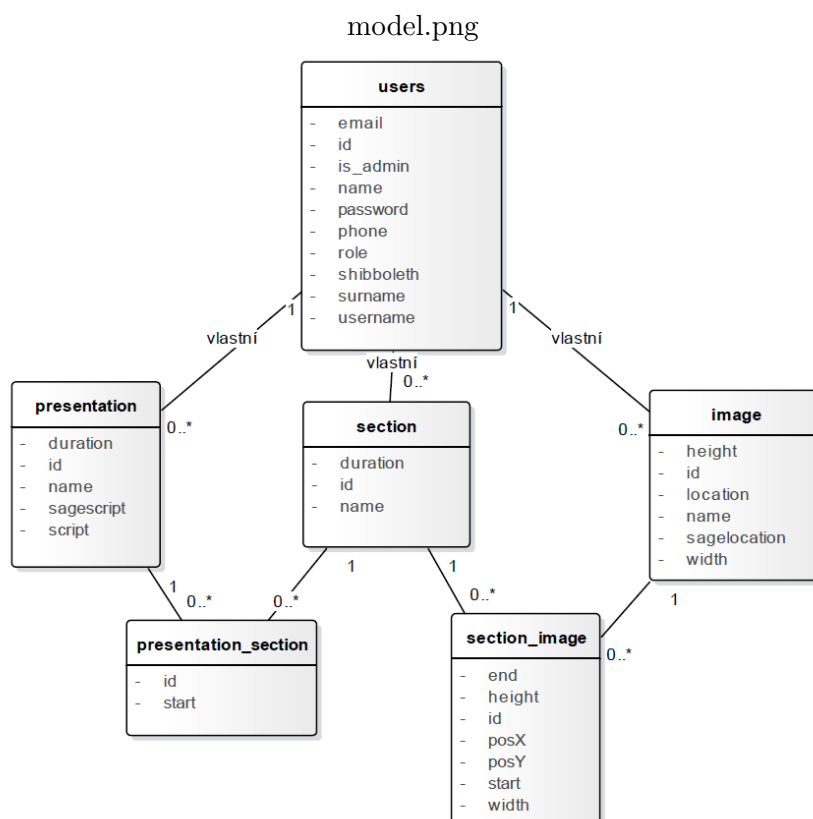 model.png
users
- email
- id
- is_admin
- name
- password
- phone
- role
- shibboleth
- surname
- username
1
1
vlastní
vlastní
vlastní
0..*
presentation
- duration
- id
- name
- sagescript
- script
0..*
section
- duration
- id
- name
image
- height
- id
- location
- name
- sagelocation
- width
0..*
1
0..*
1
0..*
1
0..*
1
0..*
presentation_section
- id
- start
section_image
- end
- height
- id
- posX
- posY
- start
- width